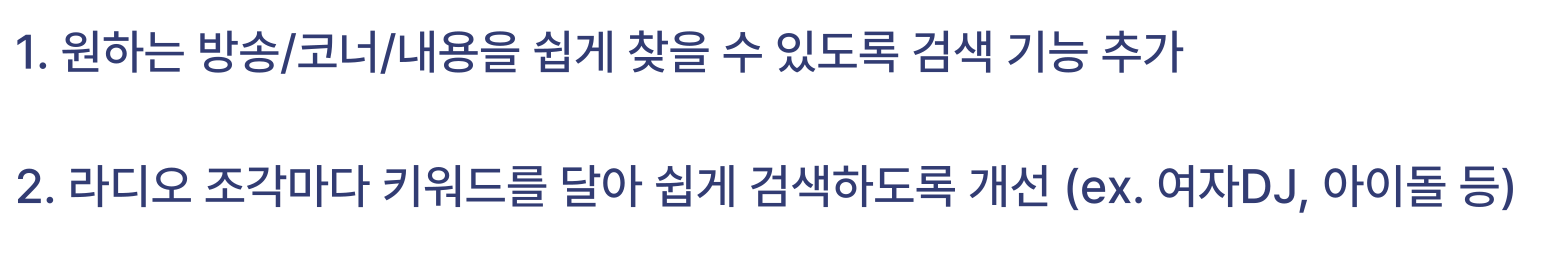 1. 원하는 방송/코너/내용을 쉽게 찾을 수 있도록 검색 기능 추가
2. 라디오 조각마다 키워드를 달아 쉽게 검색하도록 개선 (ex. 여자DJ, 아이돌 등)